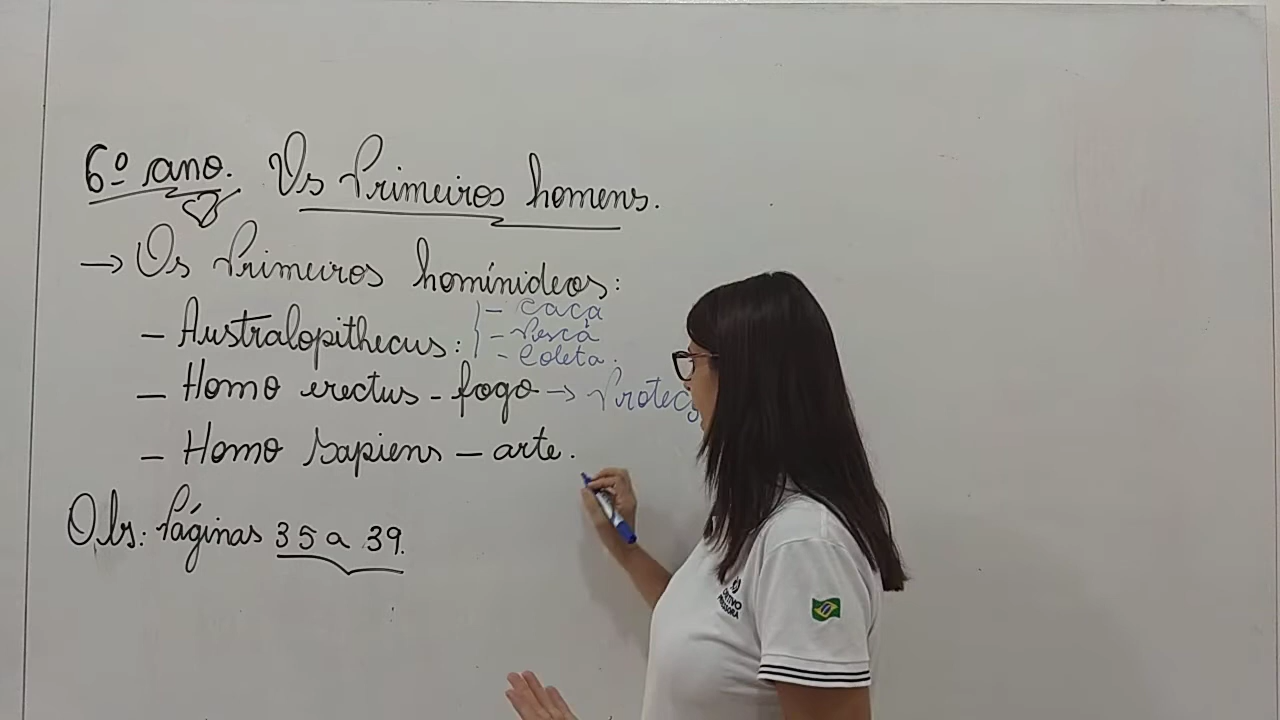 6º ano. Os Primeiros homens.
→ Os Primeiros homínideos:
- Australopithecus: - Caça
- Pesca
- Coleta.
- Homo erectus - fogo → Proteç
- Homo Sapiens - arte.
Obs: Páginas 35 a 39.